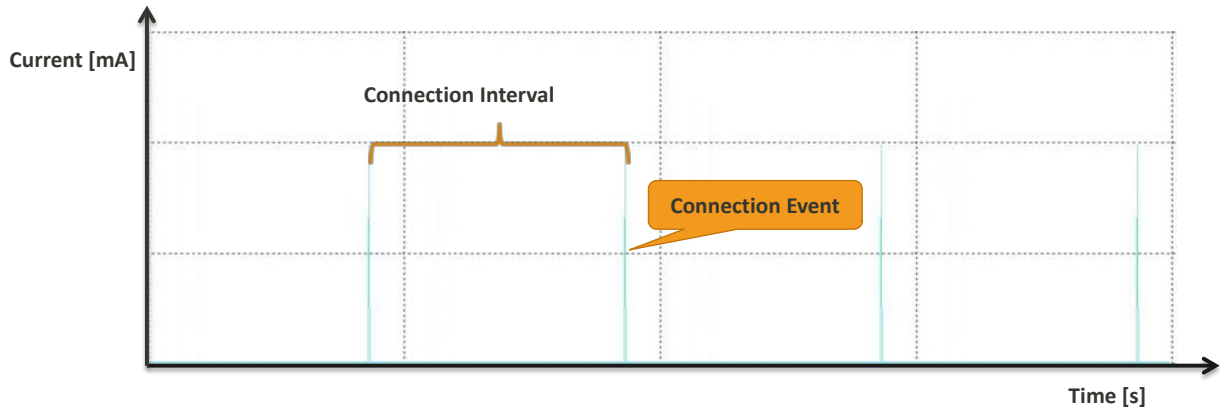 Current [mA]
Connection Interval
Connection Event
Time [s]